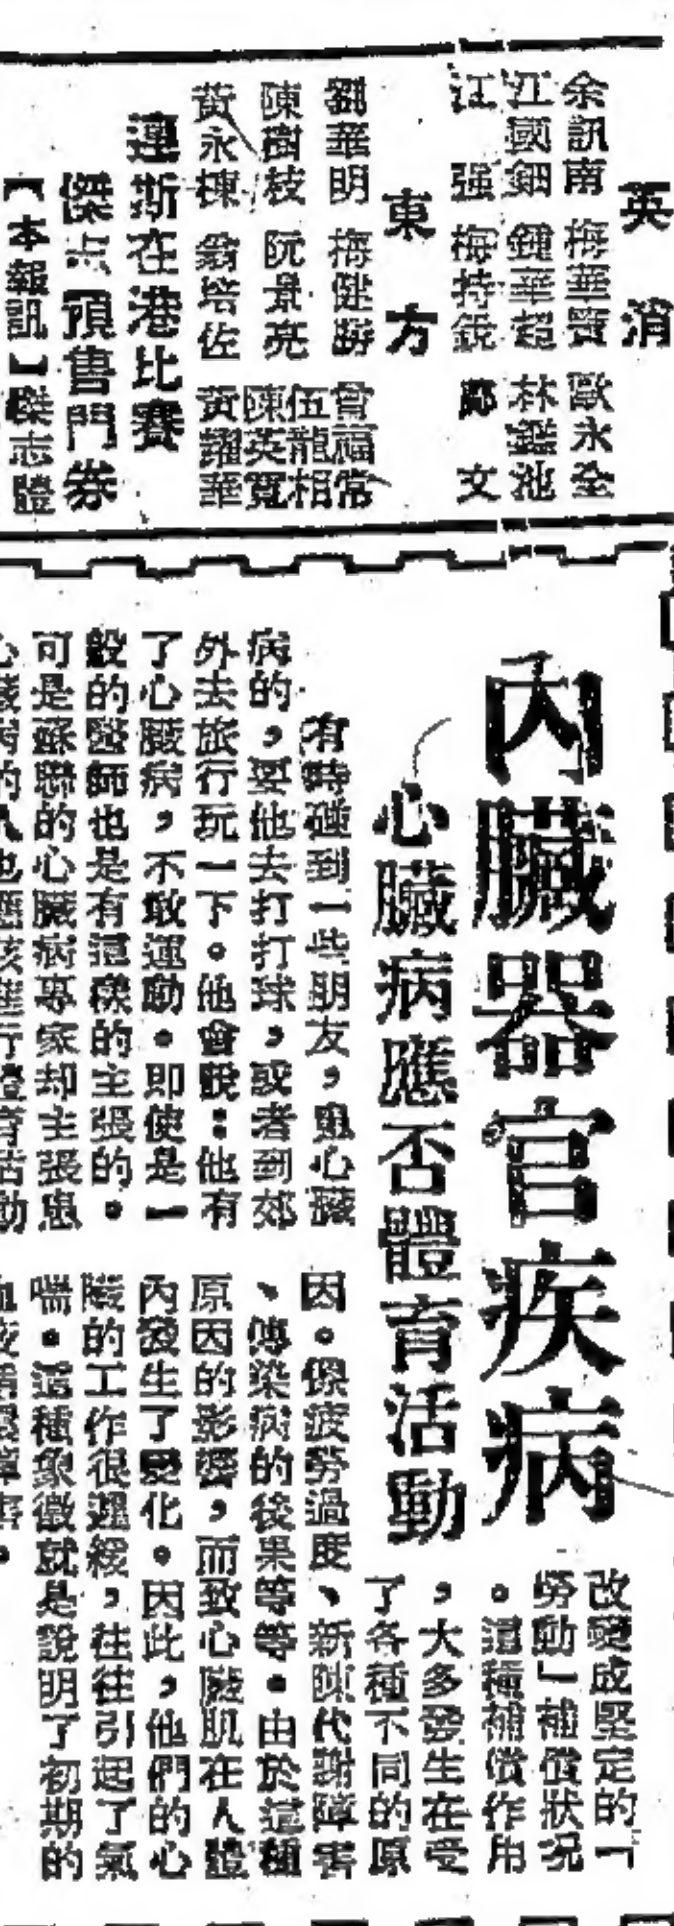 英消
余訊南 梅華寶 歐永全
江國鈿 鍾華超 林鑑池
江强 梅持銳 鄺文
東方
劉華明 梅健勝 曾福常
伍龍相
陳樹枝 阮景亮 陳英寬
黃永棟 翁培佐 黃耀華
連斯在港比賽
傑志預售門券
【本報訊】傑志體
內臟器官疾病
心臟病應否體育活動
有時碰到一些朋友，患心臟
病的，要他去打打球，或者到郊
外去旅行玩一下。他會說：他有
了心臟病，不敢運動。即使是一
般的醫師也是有這樣的主張的。
可是蘇聯的心臟病專家却主張患
心臟病的人也應該進行體育活動
改變成堅定的「
勞動」補償狀况
。這種補償作用
，大多發生在受
了各種不同的原
因。像疲勞過度、新陳代謝障害
、傳染病的後果等等。由於這種
原因的影響，而致心臟肌在人體
內發生了變化。因此，他們的心
臟的工作很遲緩，往往引起了氣
喘。這種象徵就是說明了初期的
血液循環障害。